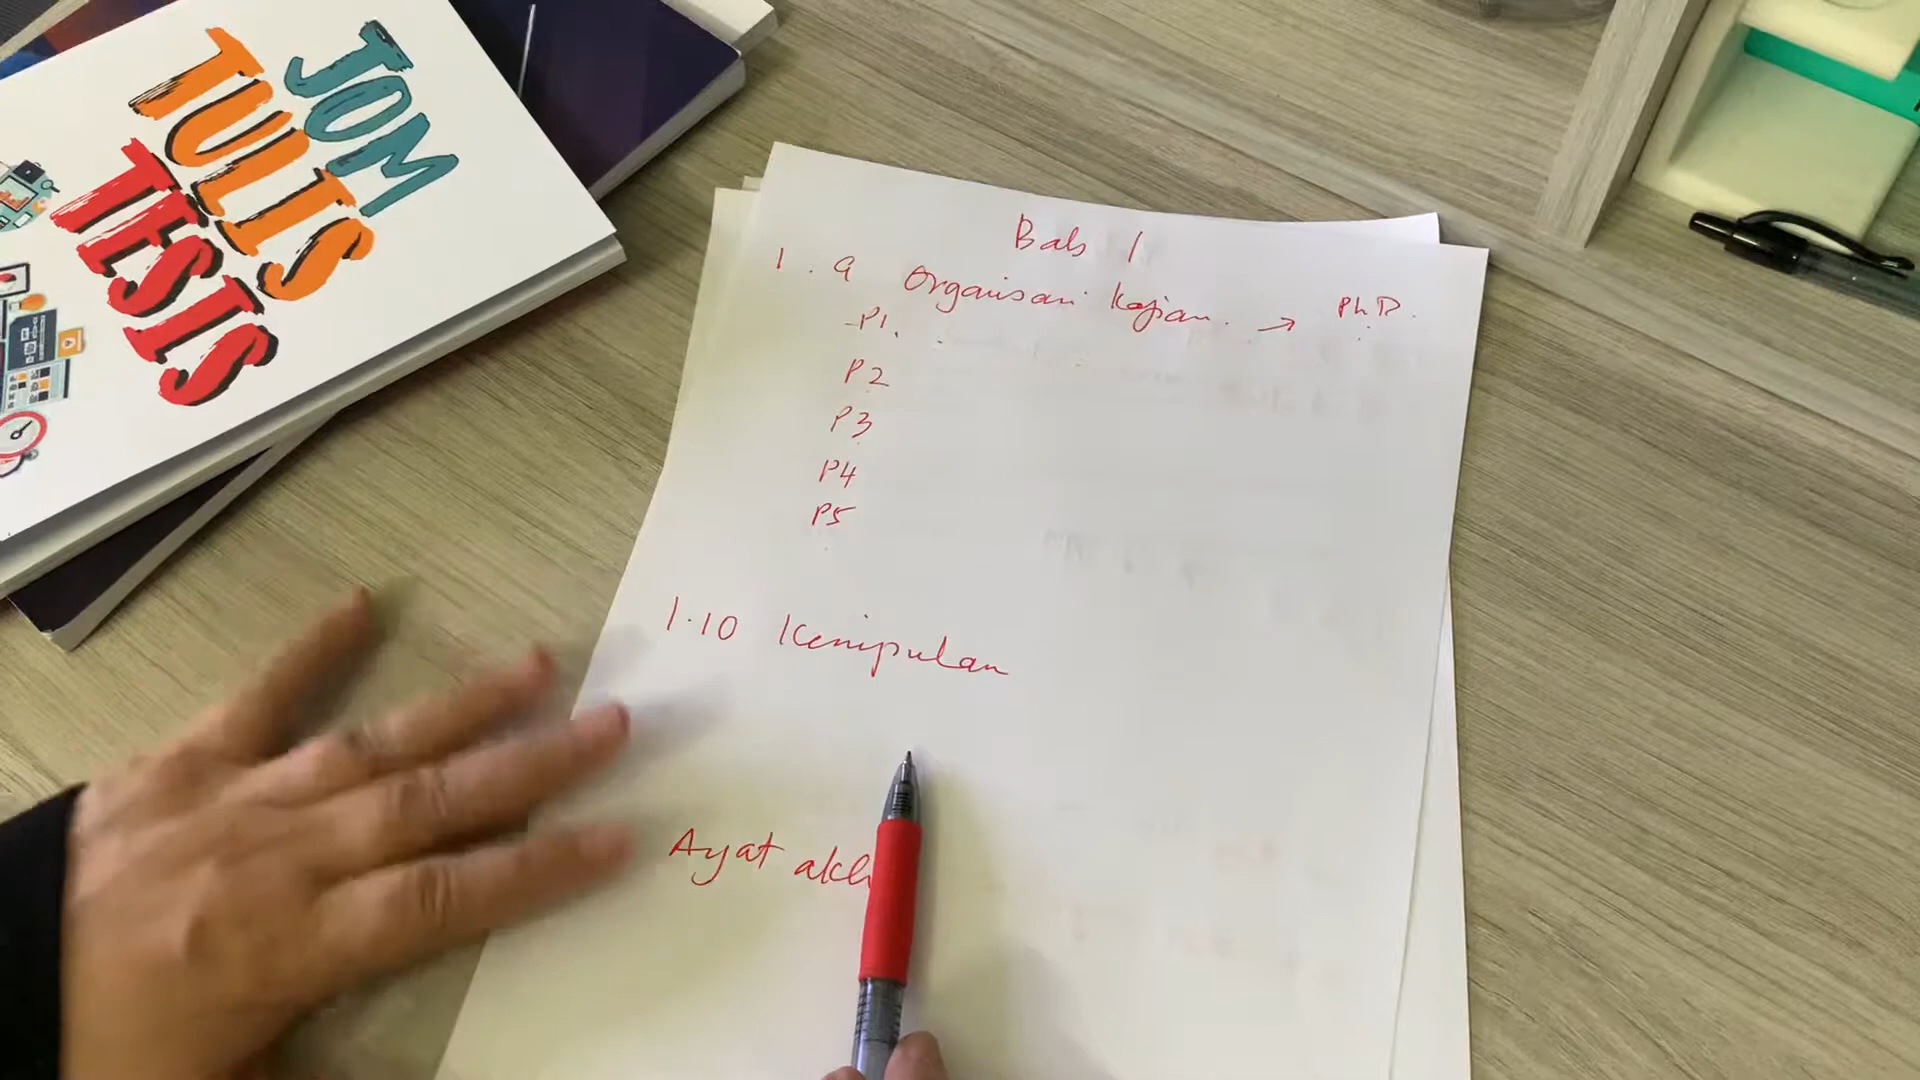 JOM
TULIS
TESIS
Bab 1
1.9 Organisasi Kajian. → Ph.D.
-P1.
P2
P3
P4
P5
1.10 Kesimpulan
Ayat akh